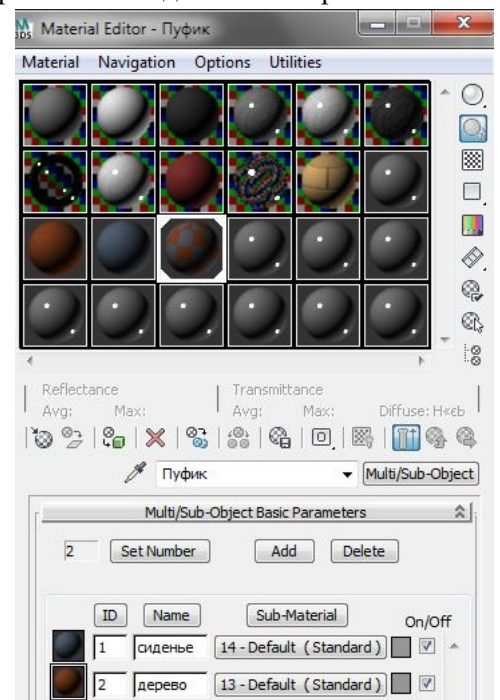 Material Editor - Пуфик
Material Navigation Options Utilities
Reflectance
Avg: Max:
Transmittance
Avg: Max: Diffuse:
Пуфик
Multi/Sub-Object
Multi/Sub-Object Basic Parameters
2 Set Number Add Delete
ID Name Sub-Material On/Off
1 сиденье 14 - Default ( Standard )
2 дерево 13 - Default ( Standard )